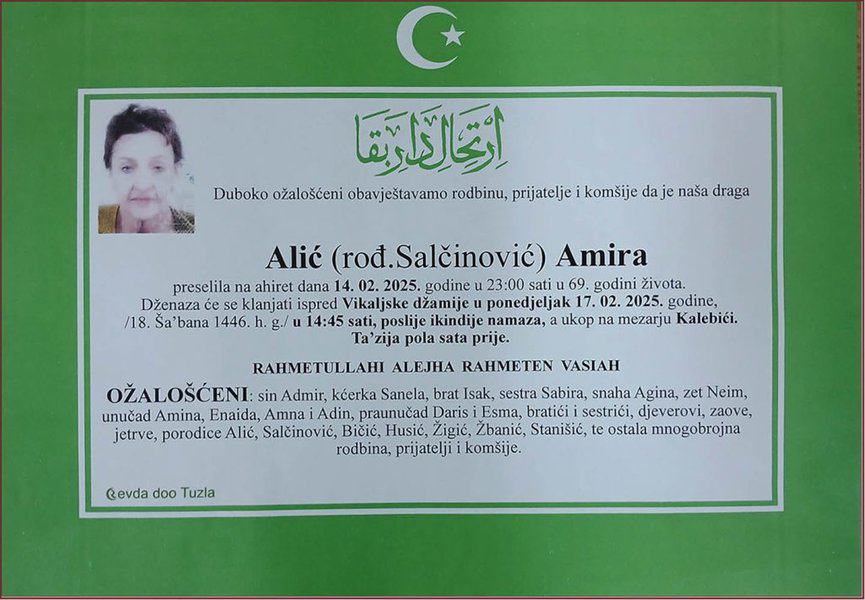 اِرتِحَالِ دَارِ بَقَا
Duboko ožalošćeni obavještavamo rodbinu, prijatelje i komšije da je naša draga
Alić (rođ.Salčinović) Amira
preselila na ahiret dana 14. 02. 2025. godine u 23:00 sati u 69. godini života.
Dženaza će se klanjati ispred Vikaljske džamije u ponedjeljak 17. 02. 2025. godine,
/18. Ša’bana 1446. h. g./ u 14:45 sati, poslije ikindije namaza, a ukop na mezarju Kalebići.
Ta’zija pola sata prije.
RAHMETULLAHI ALEJHA RAHMETEN VASIAH
OŽALOŠĆENI: sin Admir, kćerka Sanela, brat Isak, sestra Sabira, snaha Agina, zet Neim,
unučad Amina, Enaida, Amna i Adin, praunučad Daris i Esma, bratići i sestrići, djeverovi, zaove,
jetrve, porodice Alić, Salčinović, Bičić, Husić, Žigić, Žbanić, Stanišić, te ostala mnogobrojna
rodbina, prijatelji i komšije.
Cevda doo Tuzla